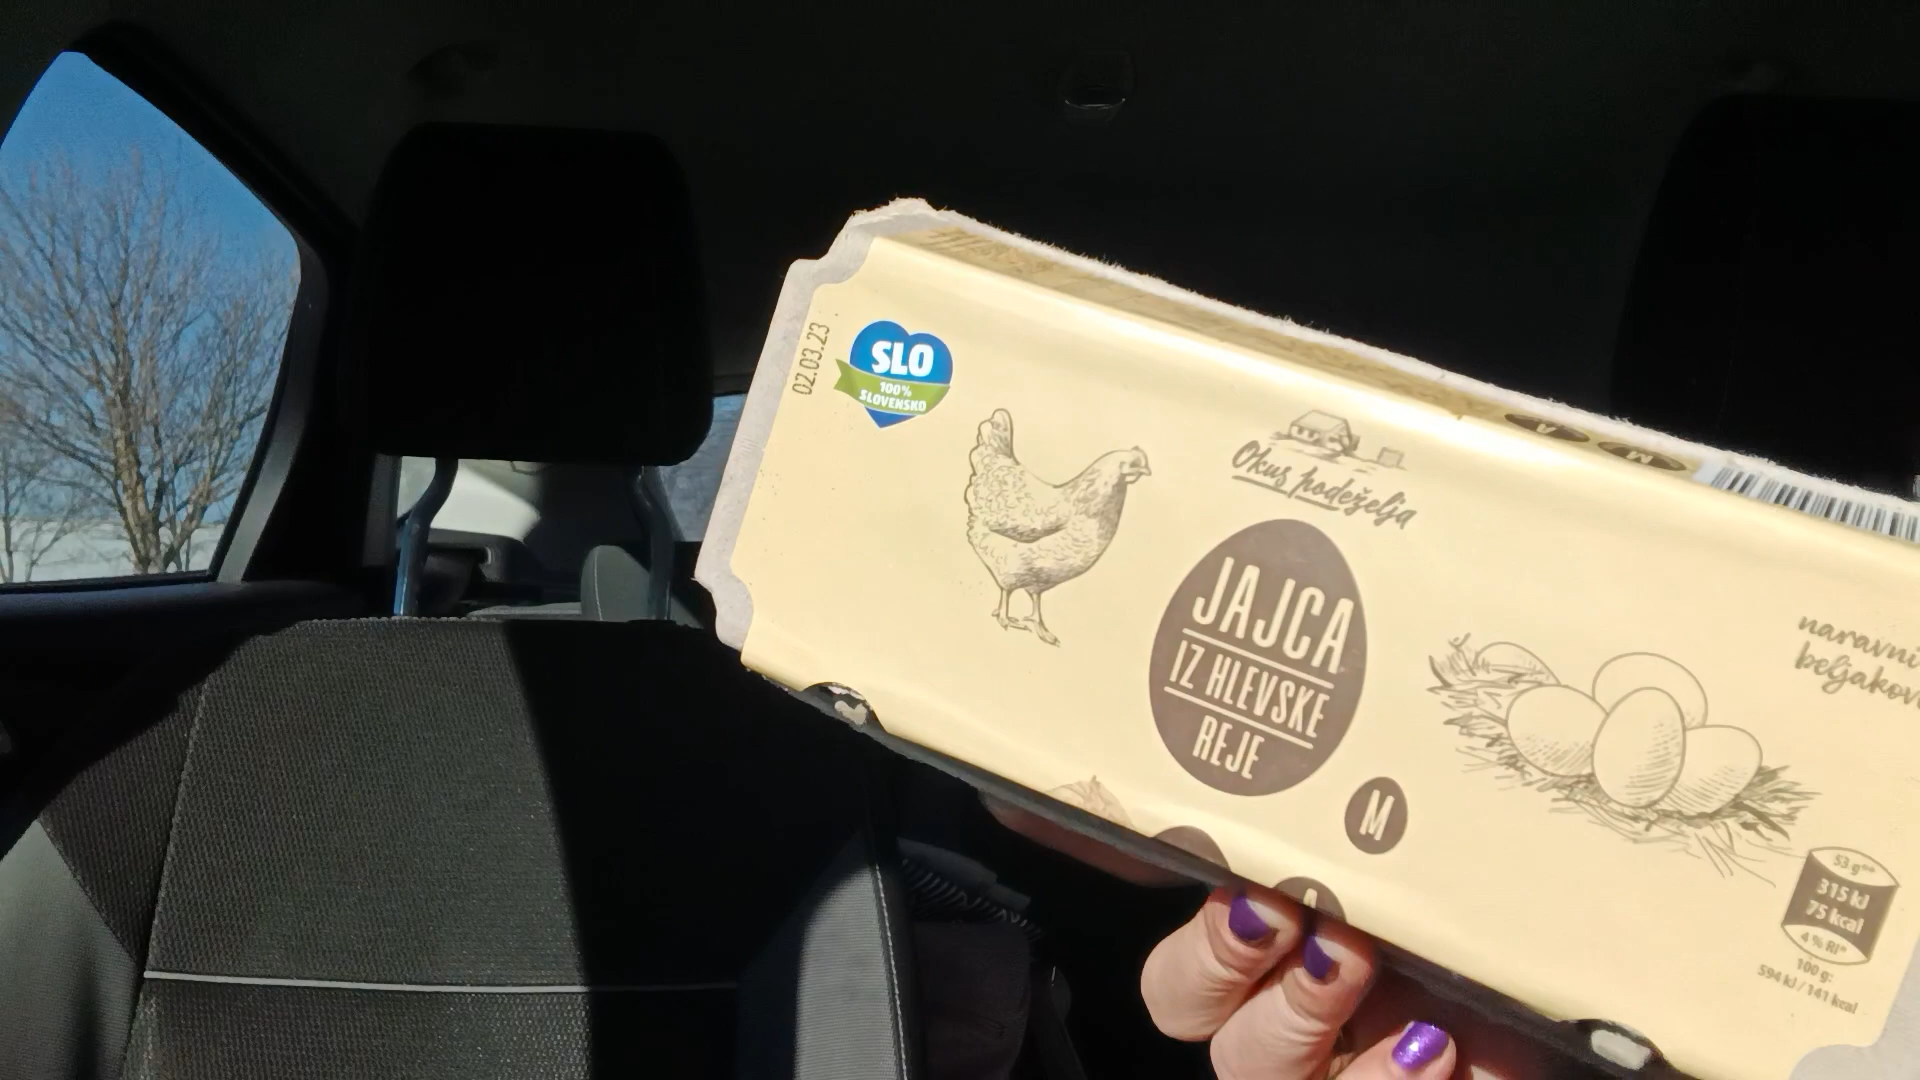 02.03.23
SLO
100%
SLOVENSKO
Okus podeželja
JAJCA
IZ HLEVSKE
REJE
M
A
M
A
naravni
beljakov
53 g**
315 kJ
75 kcal
4 % RI*
100 g:
594 kJ / 141 kcal